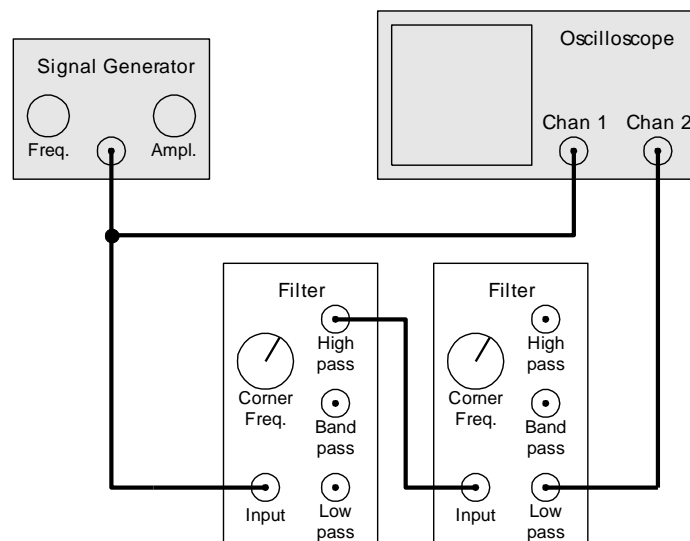 Signal Generator
Freq.
Ampl.
Oscilloscope
Chan 1
Chan 2
Filter
High
pass
Corner
Freq.
Band
pass
Input
Low
pass
Filter
High
pass
Corner
Freq.
Band
pass
Input
Low
pass